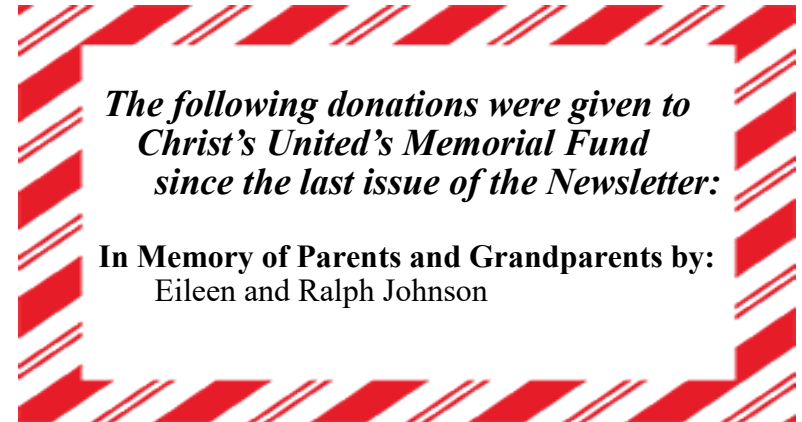 The following donations were given to
Christ’s United’s Memorial Fund
since the last issue of the Newsletter:
In Memory of Parents and Grandparents by:
Eileen and Ralph Johnson